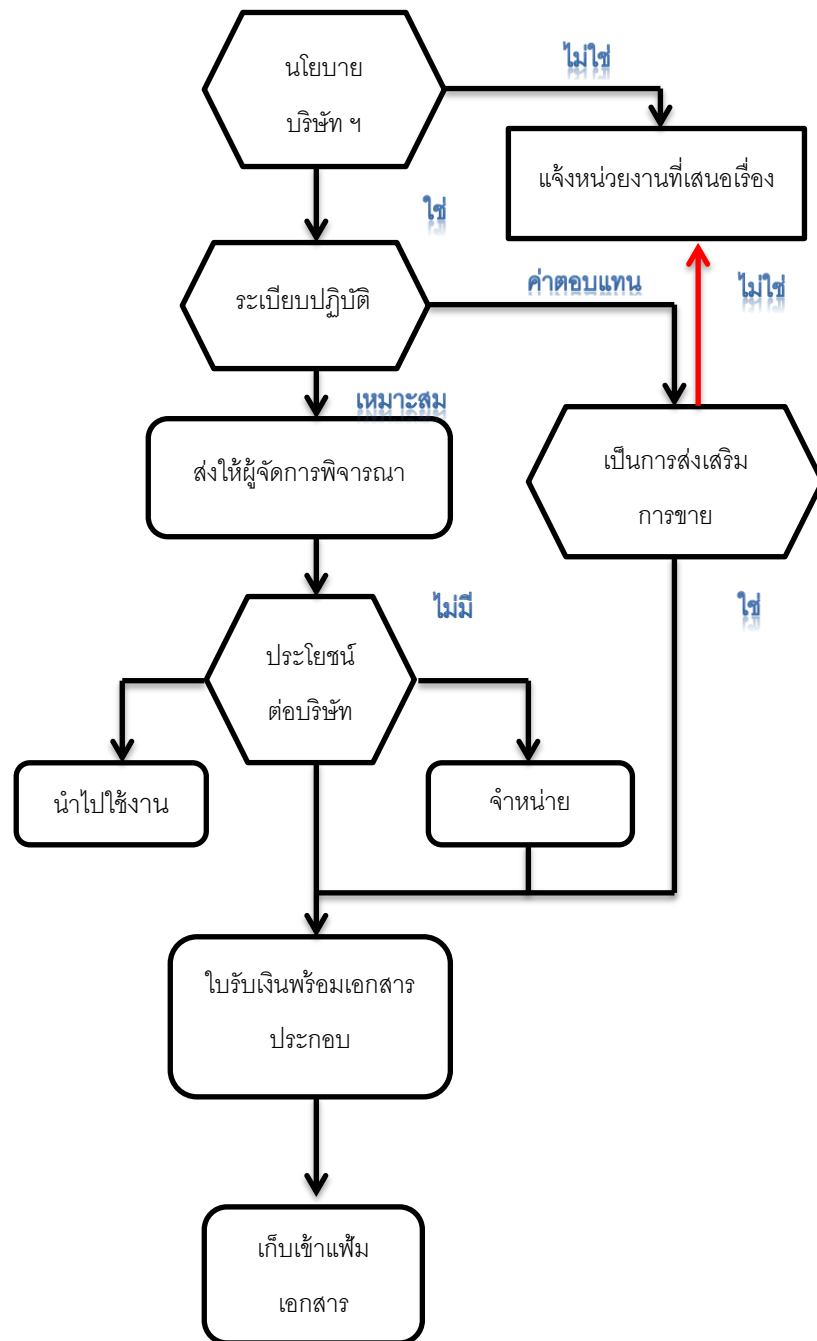 นโยบาย
บริษัท ฯ
ไม่ใช่
แจ้งหน่วยงานที่เสนอเรื่อง
ใช่
ระเบียบปฏิบัติ
ค่าตอบแทน
ไม่ใช่
เหมาะสม
ส่งให้ผู้จัดการพิจารณา
เป็นการส่งเสริม
การขาย
ไม่มี
ใช่
ประโยชน์
ต่อบริษัท
นำไปใช้งาน
จำหน่าย
ใบรับเงินพร้อมเอกสาร
ประกอบ
เก็บเข้าแฟ้ม
เอกสาร